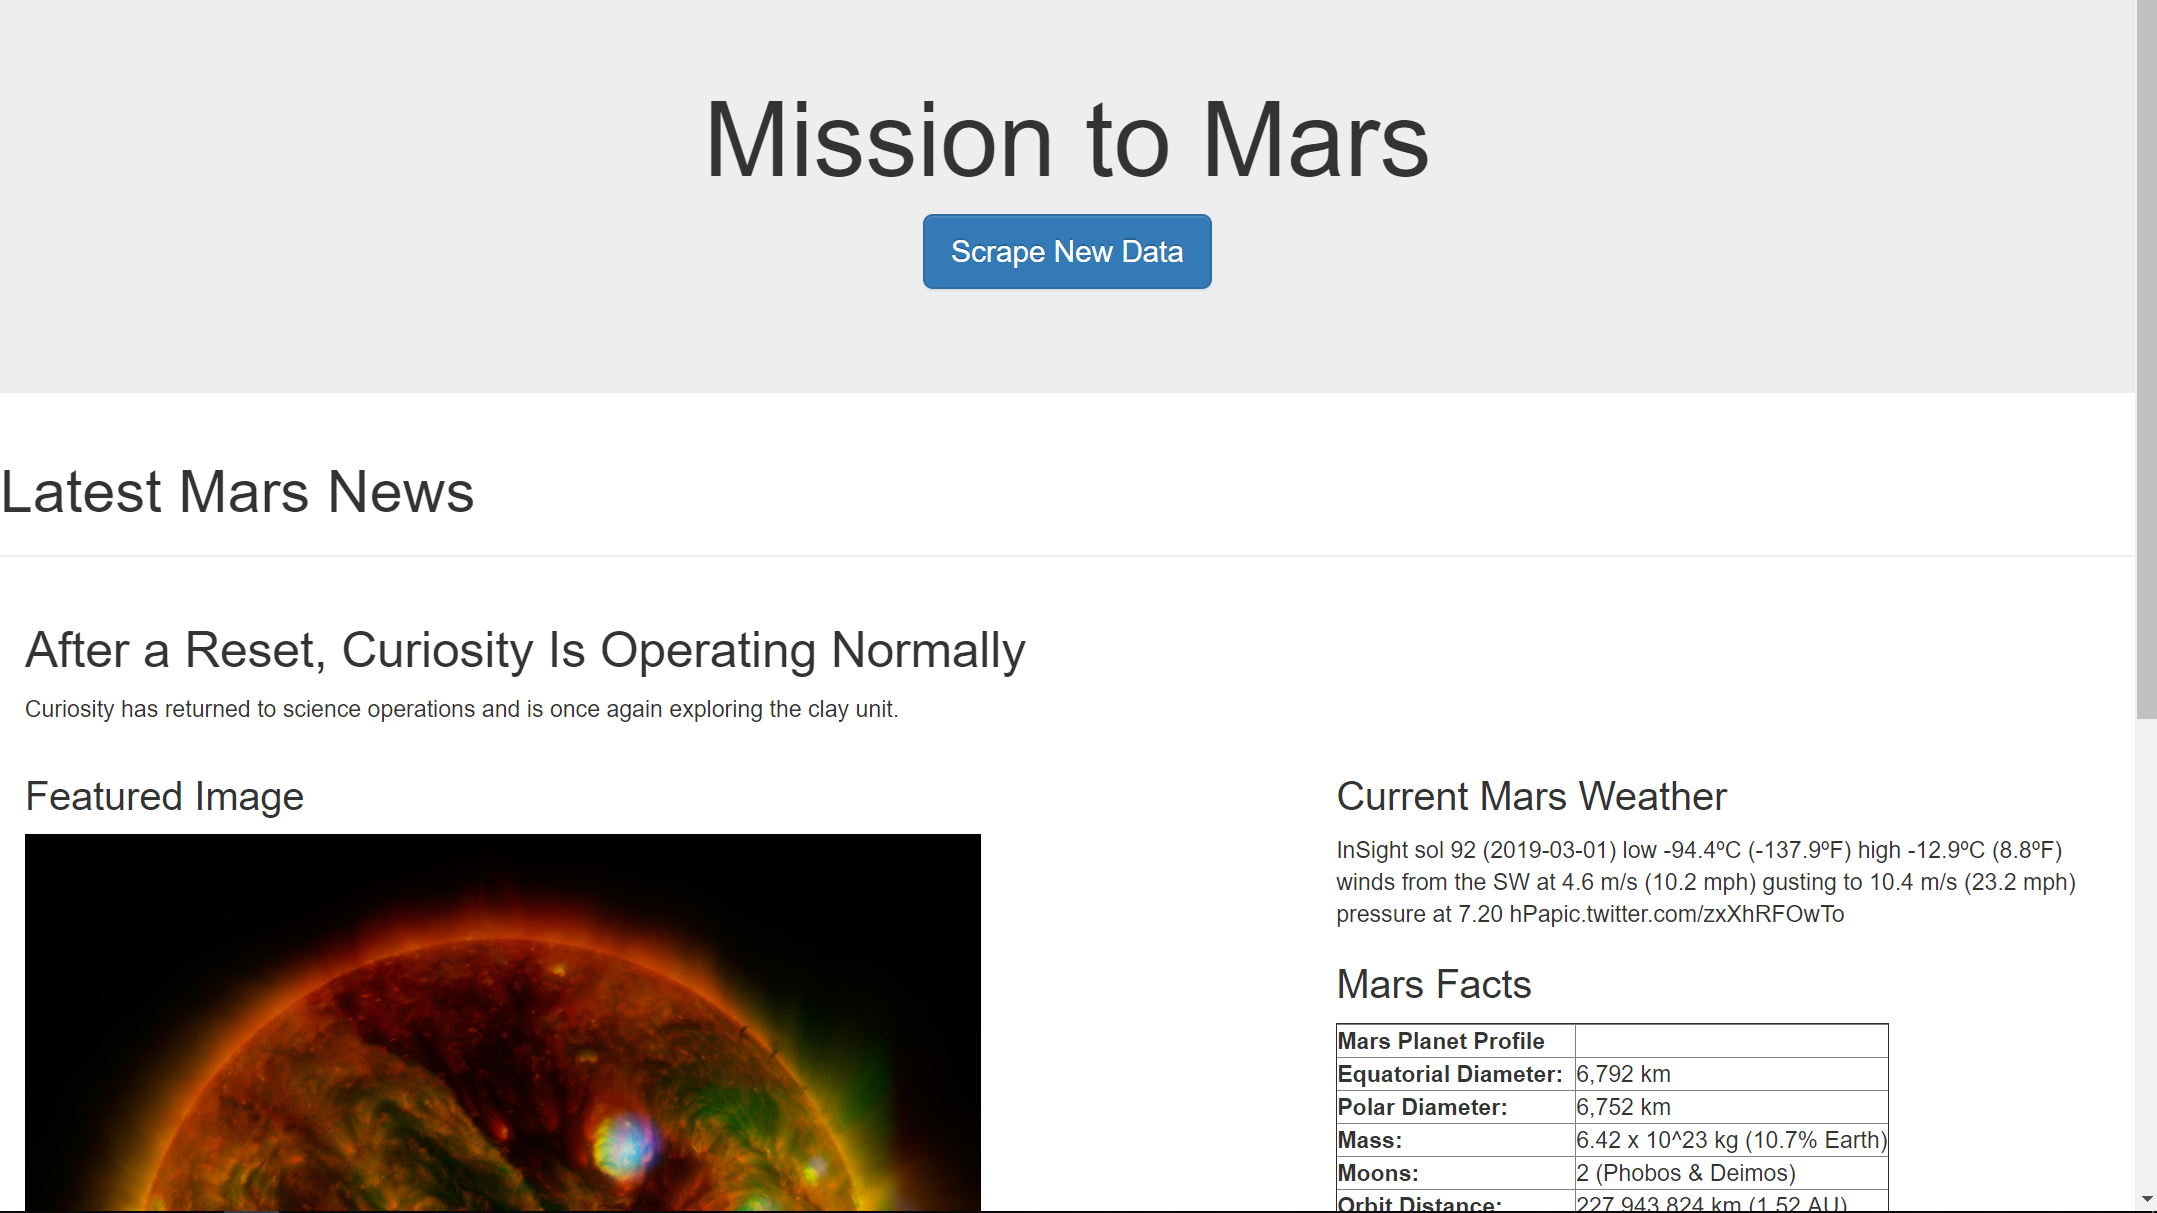 Mission to Mars
Scrape New Data
Latest Mars News
After a Reset, Curiosity Is Operating Normally
Curiosity has returned to science operations and is once again exploring the clay unit.
Featured Image
Current Mars Weather
InSight sol 92 (2019-03-01) low -94.4ºC (-137.9ºF) high -12.9ºC (8.8ºF)
winds from the SW at 4.6 m/s (10.2 mph) gusting to 10.4 m/s (23.2 mph)
pressure at 7.20 hPapic.twitter.com/zxXhRFOwTo
Mars Facts
Mars Planet Profile
Equatorial Diameter: 6,792 km
Polar Diameter: 6,752 km
Mass: 6.42 x 10^23 kg (10.7% Earth)
Moons: 2 (Phobos & Deimos)
Orbit Distance: 227,943,824 km (1.52 AU)